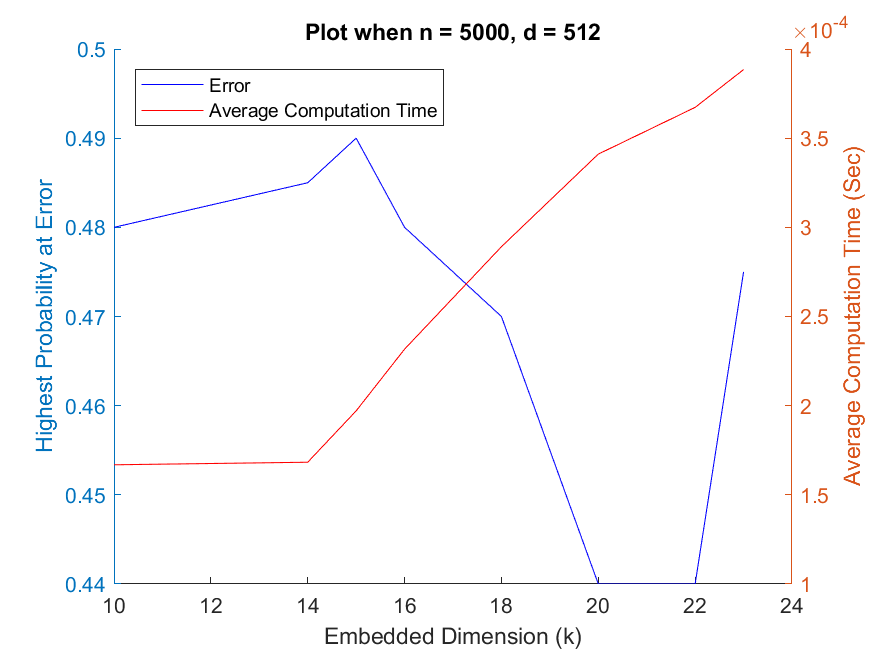 Plot when n = 5000, d = 512
×10-4
Error
Average Computation Time
Highest Probability at Error
0.5
0.49
0.48
0.47
0.46
0.45
0.44
4
3.5
3
2.5
2
1.5
1
Average Computation Time (Sec)
10 12 14 16 18 20 22 24
Embedded Dimension (k)